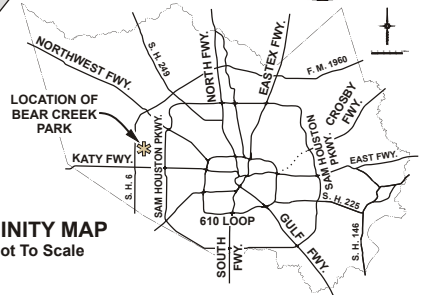 NORTHWEST FWY.
S. H. 249
NORTH FWY.
EASTEX FWY.
F. M. 1960
CROSBY
FWY.
LOCATION OF
BEAR CREEK
PARK
KATY FWY.
S. H. 6
SAM HOUSTON PKWY.
SAM HOUSTON
PKWY.
EAST FWY.
S. H. 225
S. H. 146
610 LOOP
SOUTH
FWY.
GULF
FWY.
INITY MAP
ot To Scale